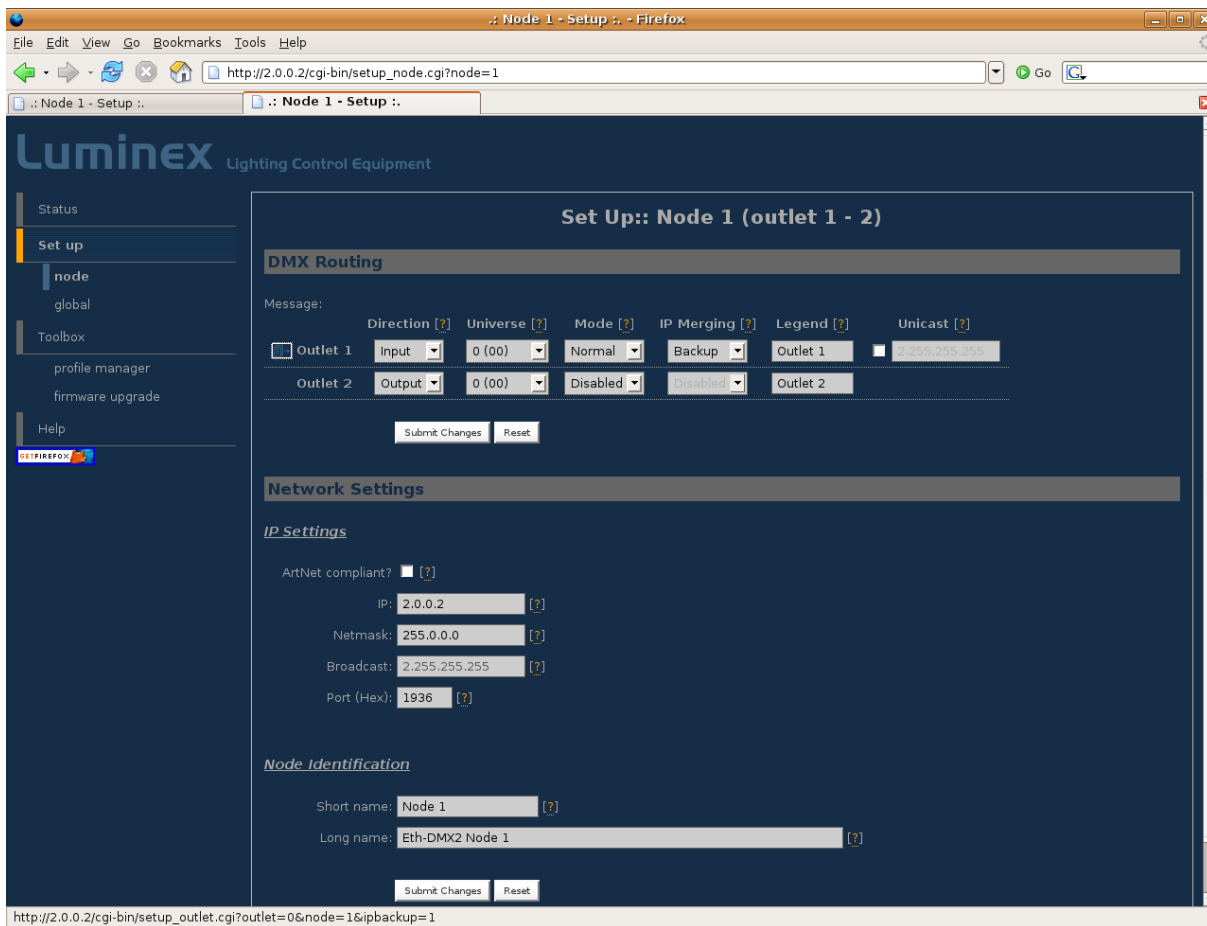 .: Node 1 - Setup :. - Firefox
File Edit View Go Bookmarks Tools Help
http://2.0.0.2/cgi-bin/setup_node.cgi?node=1 Go G
.: Node 1 - Setup :. .: Node 1 - Setup :.
Luminex Lighting Control Equipment
Status
Set up
node
global
Toolbox
profile manager
firmware upgrade
Help
GETFIREFOX
Set Up:: Node 1 (outlet 1 - 2)
DMX Routing
Message:
Direction [?] Universe [?] Mode [?] IP Merging [?] Legend [?] Unicast [?]
Outlet 1 Input 0 (00) Normal Backup Outlet 1 2.255.255.255
Outlet 2 Output 0 (00) Disabled Disabled Outlet 2
Submit Changes Reset
Network Settings
IP Settings
ArtNet compliant? [?]
IP: 2.0.0.2 [?]
Netmask: 255.0.0.0 [?]
Broadcast: 2.255.255.255 [?]
Port (Hex): 1936 [?]
Node Identification
Short name: Node 1 [?]
Long name: Eth-DMX2 Node 1 [?]
Submit Changes Reset
http://2.0.0.2/cgi-bin/setup_outlet.cgi?outlet=0&node=1&ipbackup=1